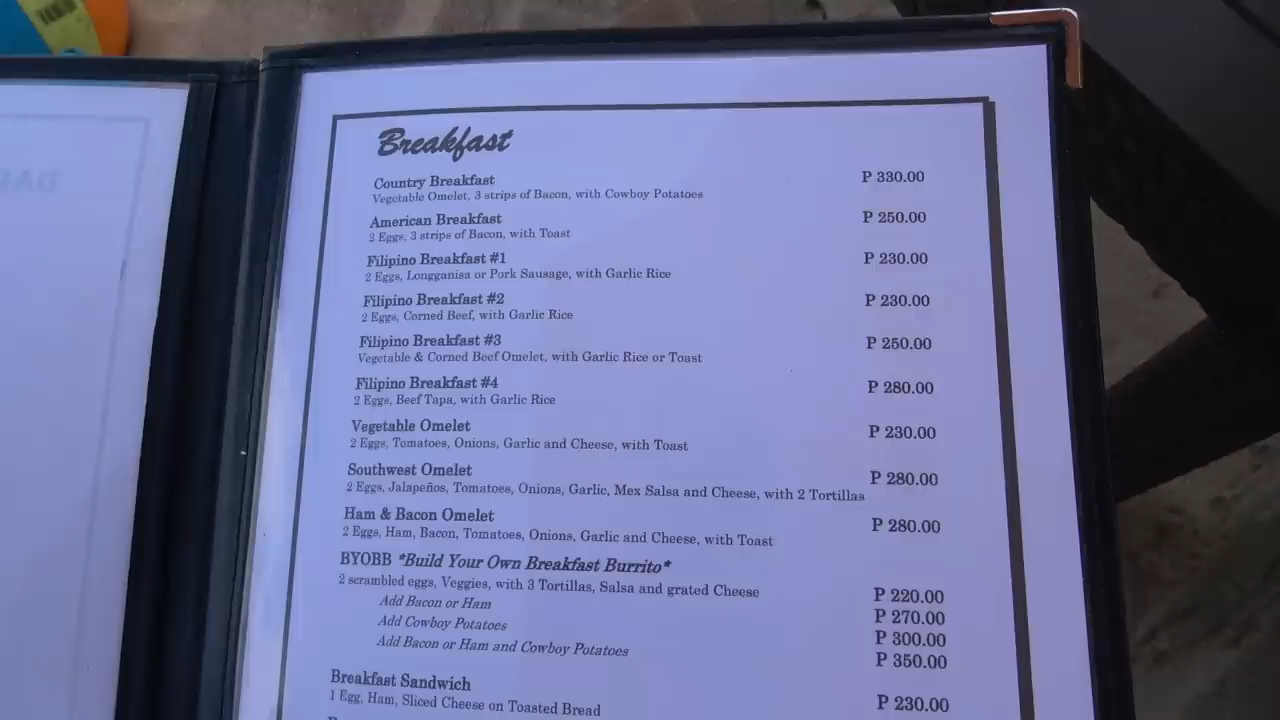 Breakfast
Country Breakfast P 330.00
Vegetable Omelet, 3 strips of Bacon, with Cowboy Potatoes
American Breakfast P 250.00
2 Eggs, 3 strips of Bacon, with Toast
Filipino Breakfast #1 P 230.00
2 Eggs, Longganisa or Pork Sausage, with Garlic Rice
Filipino Breakfast #2 P 230.00
2 Eggs, Corned Beef, with Garlic Rice
Filipino Breakfast #3 P 250.00
Vegetable & Corned Beef Omelet, with Garlic Rice or Toast
Filipino Breakfast #4 P 280.00
2 Eggs, Beef Tapa, with Garlic Rice
Vegetable Omelet P 230.00
2 Eggs, Tomatoes, Onions, Garlic and Cheese, with Toast
Southwest Omelet P 280.00
2 Eggs, Jalapeños, Tomatoes, Onions, Garlic, Mex Salsa and Cheese, with 2 Tortillas
Ham & Bacon Omelet P 280.00
2 Eggs, Ham, Bacon, Tomatoes, Onions, Garlic and Cheese, with Toast
BYOBB *Build Your Own Breakfast Burrito*
2 scrambled eggs, Veggies, with 3 Tortillas, Salsa and grated Cheese P 220.00
Add Bacon or Ham P 270.00
Add Cowboy Potatoes P 300.00
Add Bacon or Ham and Cowboy Potatoes P 350.00
Breakfast Sandwich P 230.00
1 Egg, Ham, Sliced Cheese on Toasted Bread